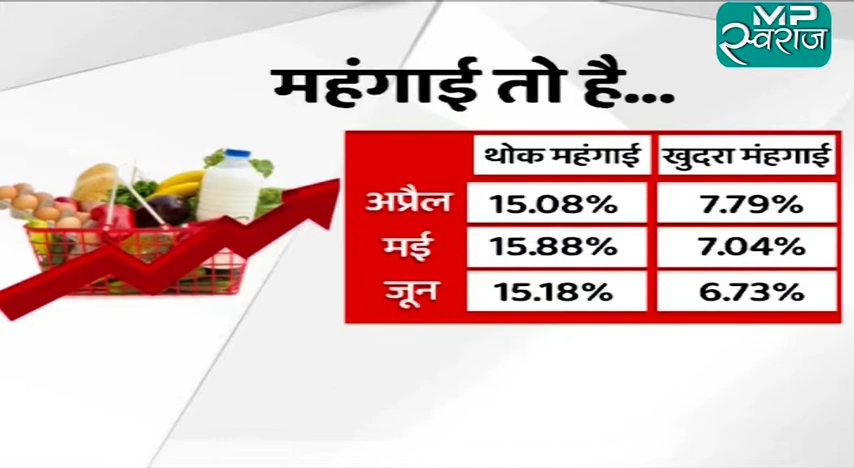 MP
स्वराज
महंगाई तो है...
थोक महंगाई खुदरा मंहगाई
अप्रैल 15.08% 7.79%
मई 15.88% 7.04%
जून 15.18% 6.73%